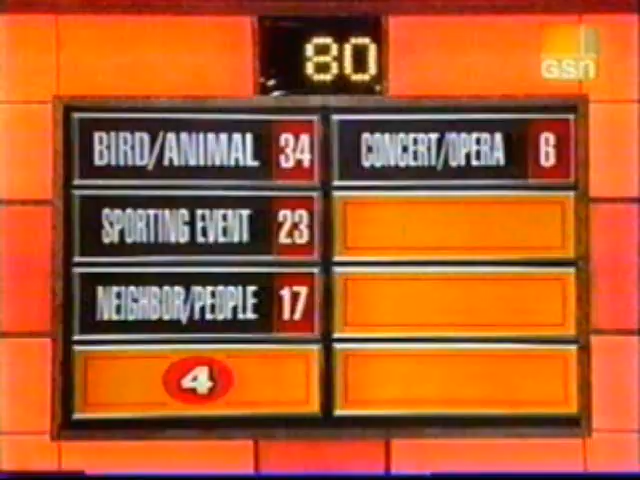 80
GSn
BIRD/ANIMAL 34
CONCERT/OPERA 6
SPORTING EVENT 23
NEIGHBOR/PEOPLE 17
4